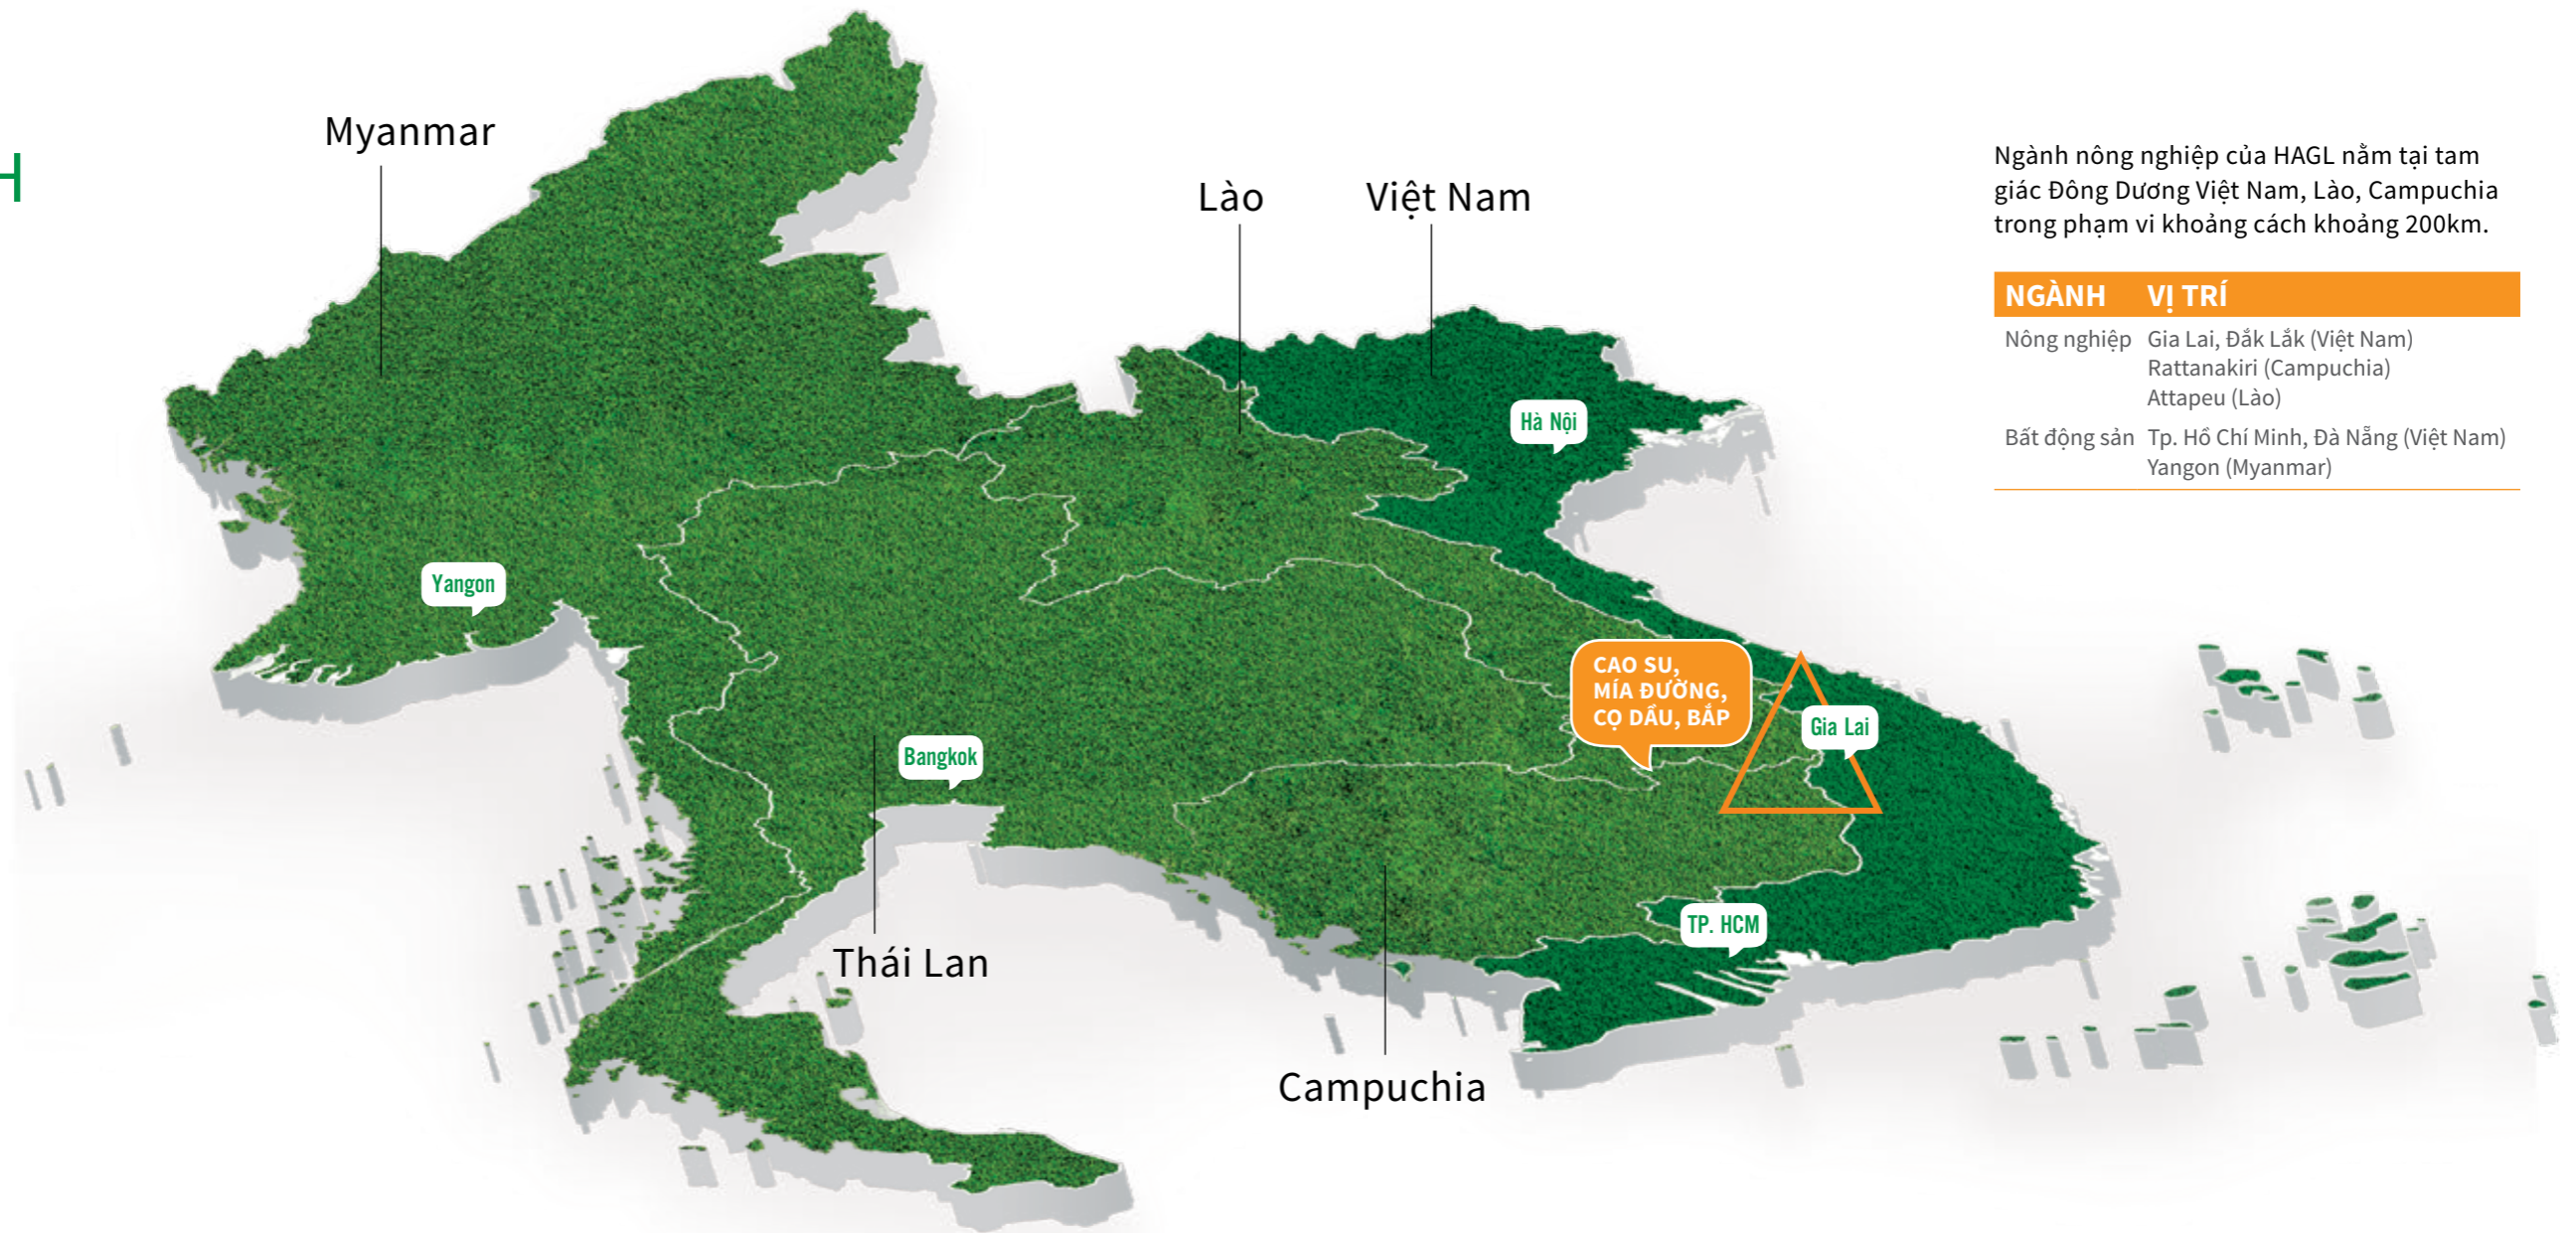 H
Myanmar
Lào
Việt Nam
Ngành nông nghiệp của HAGL nằm tại tam
giác Đông Dương Việt Nam, Lào, Campuchia
trong phạm vi khoảng cách khoảng 200km.
NGÀNH VỊ TRÍ
Nông nghiệp Gia Lai, Đắk Lắk (Việt Nam)
Rattanakiri (Campuchia)
Attapeu (Lào)
Bất động sản Tp. Hồ Chí Minh, Đà Nẵng (Việt Nam)
Yangon (Myanmar)
Hà Nội
Yangon
CAO SU,
MÍA ĐƯỜNG,
CỌ DẦU, BẮP
Gia Lai
Bangkok
TP. HCM
Thái Lan
Campuchia